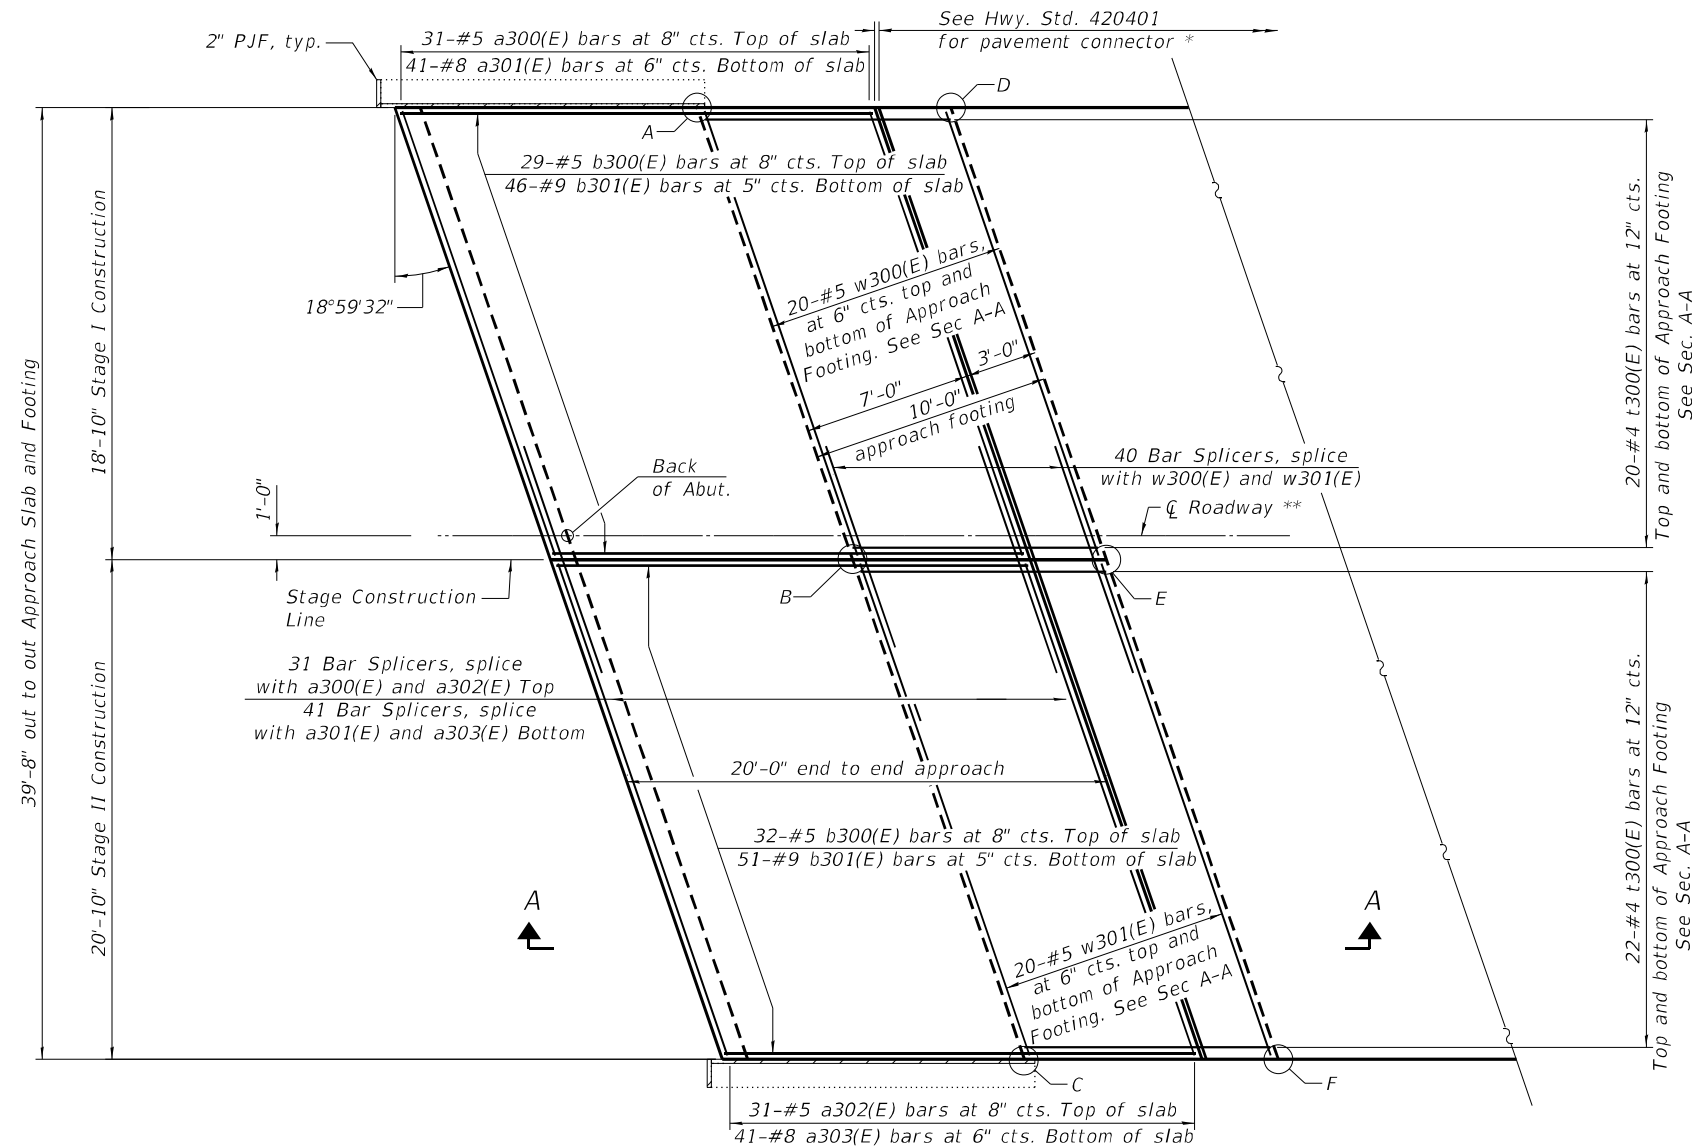 See Hwy. Std. 420401
for pavement connector *
2" PJF, typ.
31-#5 a300(E) bars at 8" cts. Top of slab
41-#8 a301(E) bars at 6" cts. Bottom of slab
D
A
29-#5 b300(E) bars at 8" cts. Top of slab
46-#9 b301(E) bars at 5" cts. Bottom of slab
18°59'32"
20-#5 w300(E) bars,
at 6" cts. top and
bottom of Approach
Footing. See Sec A-A
3'-0"
7'-0"
10'-0"
approach footing
39'-8" out to out Approach Slab and Footing
18'-10" Stage I Construction
20'-10" Stage II Construction
1'-0"
Back
of Abut.
40 Bar Splicers, splice
with w300(E) and w301(E)
℄ Roadway **
Stage Construction
Line
B
E
31 Bar Splicers, splice
with a300(E) and a302(E) Top
41 Bar Splicers, splice
with a301(E) and a303(E) Bottom
20'-0" end to end approach
32-#5 b300(E) bars at 8" cts. Top of slab
51-#9 b301(E) bars at 5" cts. Bottom of slab
A
A
20-#5 w301(E) bars,
at 6" cts. top and
bottom of Approach
Footing. See Sec A-A
C
F
31-#5 a302(E) bars at 8" cts. Top of slab
41-#8 a303(E) bars at 6" cts. Bottom of slab
20-#4 t300(E) bars at 12" cts.
Top and bottom of Approach Footing
See Sec. A-A
22-#4 t300(E) bars at 12" cts.
Top and bottom of Approach Footing
See Sec. A-A